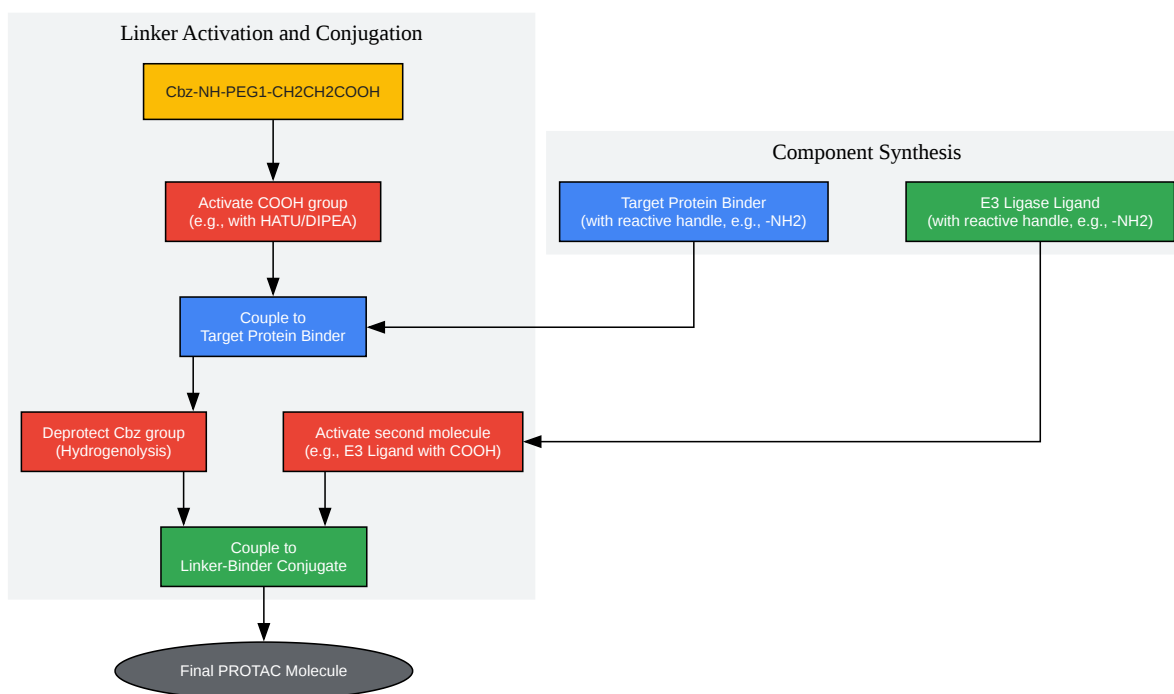 Linker Activation and Conjugation
Cbz-NH-PEG1-CH2CH2COOH
Activate COOH group
(e.g., with HATU/DIPEA)
Couple to
Target Protein Binder
Deprotect Cbz group
(Hydrogenolysis)
Activate second molecule
(e.g., E3 Ligand with COOH)
Couple to
Linker-Binder Conjugate
Final PROTAC Molecule
Component Synthesis
Target Protein Binder
(with reactive handle, e.g., -NH2)
E3 Ligase Ligand
(with reactive handle, e.g., -NH2)